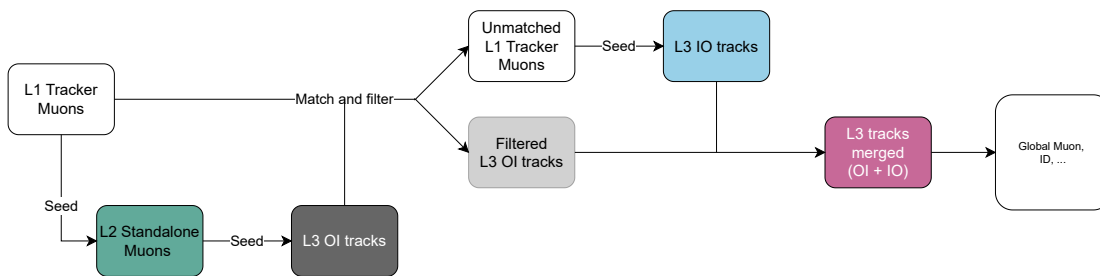 L1 Tracker
Muons
Seed
L2 Standalone
Muons
Seed
L3 OI tracks
Match and filter
Unmatched
L1 Tracker
Muons
Seed
L3 IO tracks
Filtered
L3 OI tracks
L3 tracks
merged
(OI + IO)
Global Muon,
ID, ...